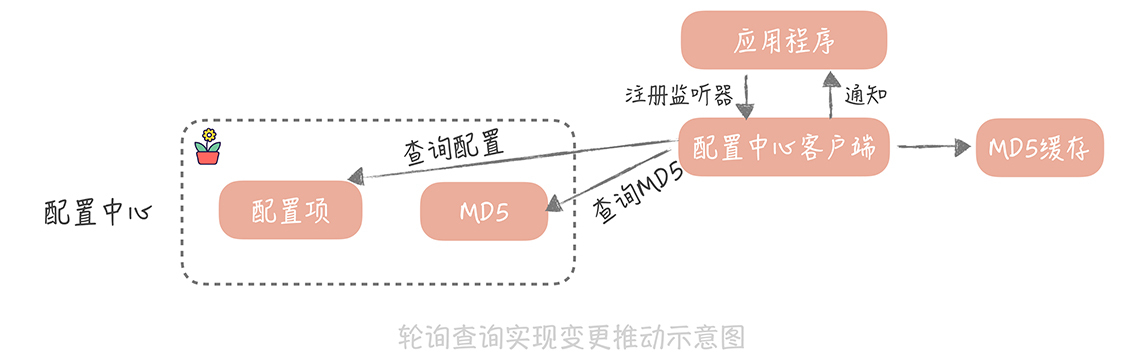 应用程序
注册监听器
通知
配置中心客户端
MD5缓存
查询配置
查询MD5
配置中心
配置项
MD5
轮询查询实现变更推动示意图